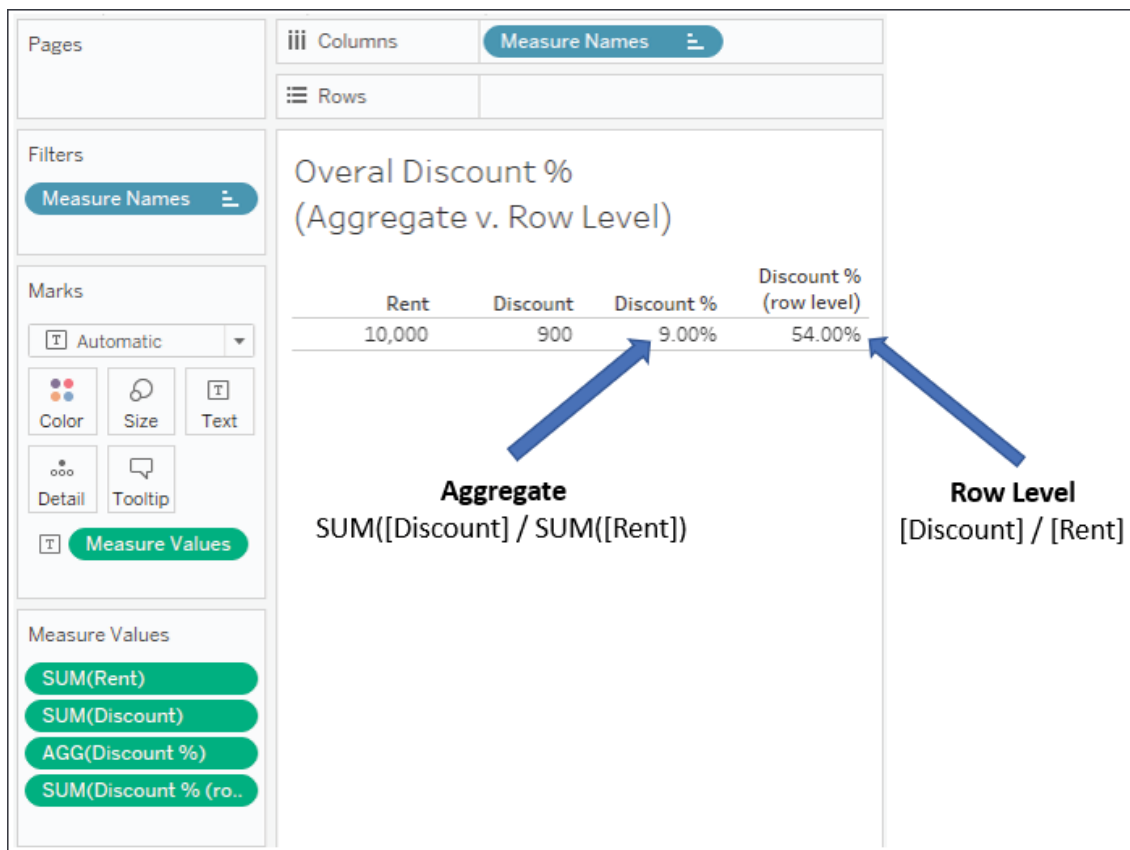 Pages
Columns
Measure Names
Rows
Filters
Measure Names
Marks
T Automatic
Color
Size
T
Text
Detail
Tooltip
T Measure Values
Measure Values
SUM(Rent)
SUM(Discount)
AGG(Discount %)
SUM(Discount % (ro..
Overal Discount %
(Aggregate v. Row Level)
Rent Discount Discount % Discount %
(row level)
10,000 900 9.00% 54.00%
Aggregate
SUM([Discount] / SUM([Rent])
Row Level
[Discount] / [Rent]